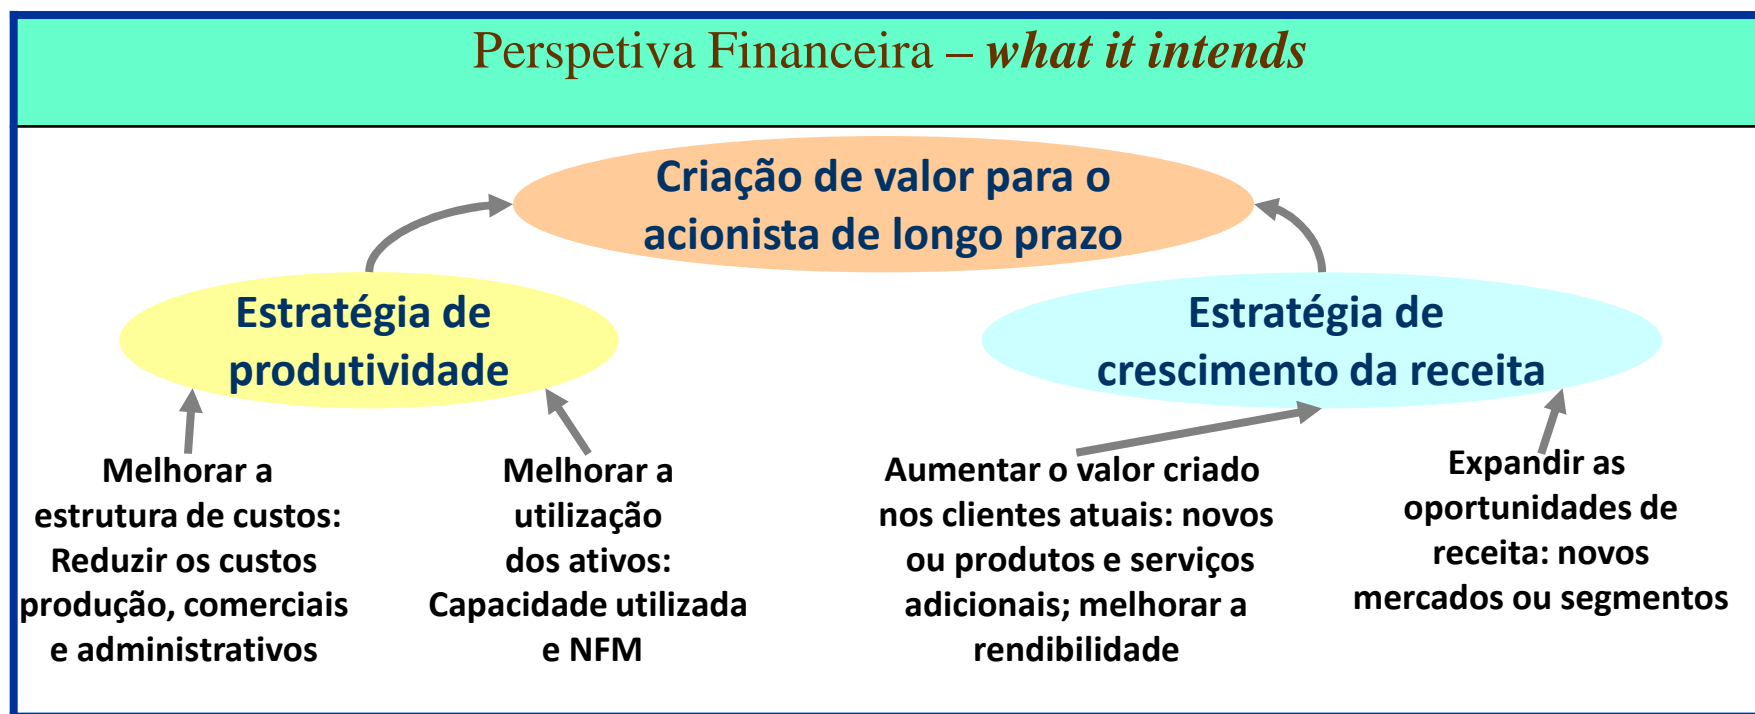 Perspetiva Financeira – what it intends
Criação de valor para o
acionista de longo prazo
Estratégia de
produtividade
Estratégia de
crescimento da receita
Melhorar a
estrutura de custos:
Reduzir os custos
produção, comerciais
e administrativos
Melhorar a
utilização
dos ativos:
Capacidade utilizada
e NFM
Aumentar o valor criado
nos clientes atuais: novos
ou produtos e serviços
adicionais; melhorar a
rendibilidade
Expandir as
oportunidades de
receita: novos
mercados ou segmentos